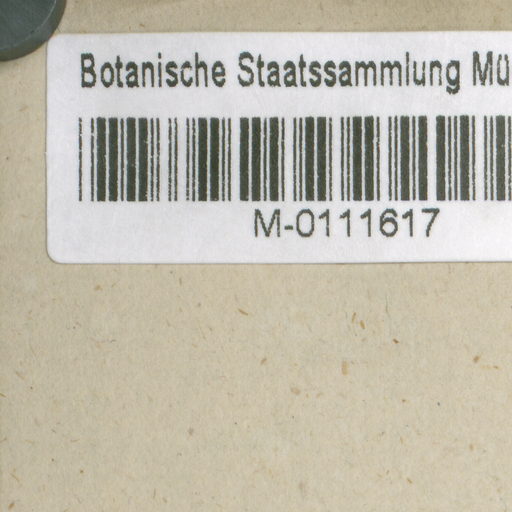 Botanische Staatssammlung Mü
M-0111617